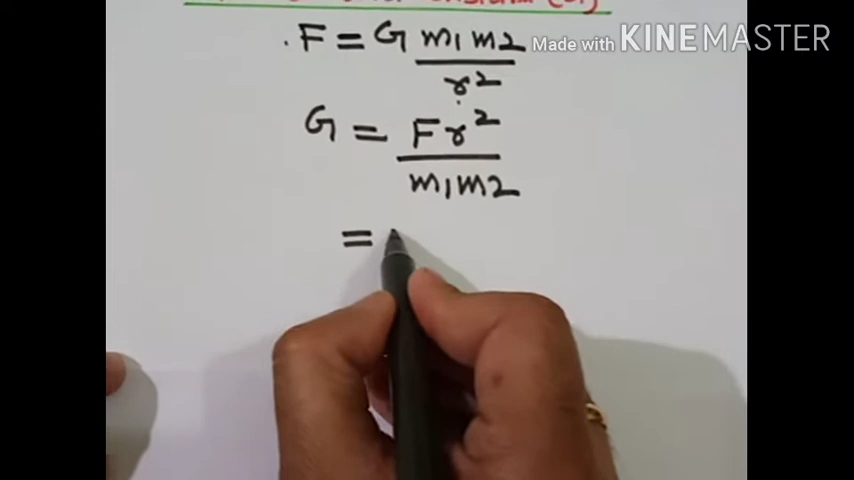 F = G m1 m2
r2
G = F r2
m1 m2
=
Made with KINEMASTER